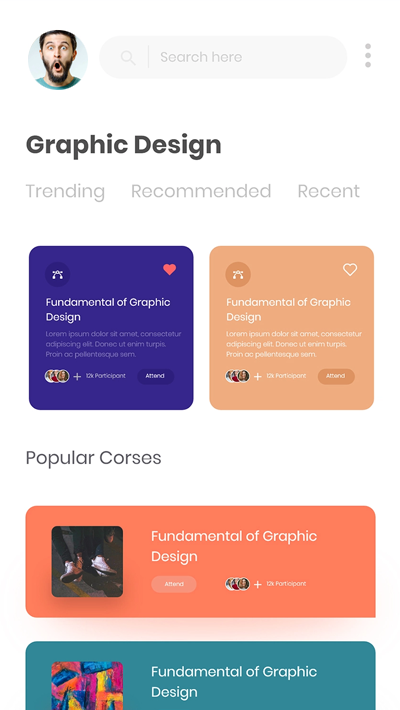 Search here
Graphic Design
Trending Recommended Recent
Fundamental of Graphic
Design
Lorem ipsum dolor sit amet, consectetur
adipiscing elit. Donec ut enim turpis.
Proin ac pellentesque sem.
12k Participant Attend
Fundamental of Graphic
Design
Lorem ipsum dolor sit amet, consectetur
adipiscing elit. Donec ut enim turpis.
Proin ac pellentesque sem.
12k Participant Attend
Popular Corses
Fundamental of Graphic
Design
Attend 12k Participant
Fundamental of Graphic
Design